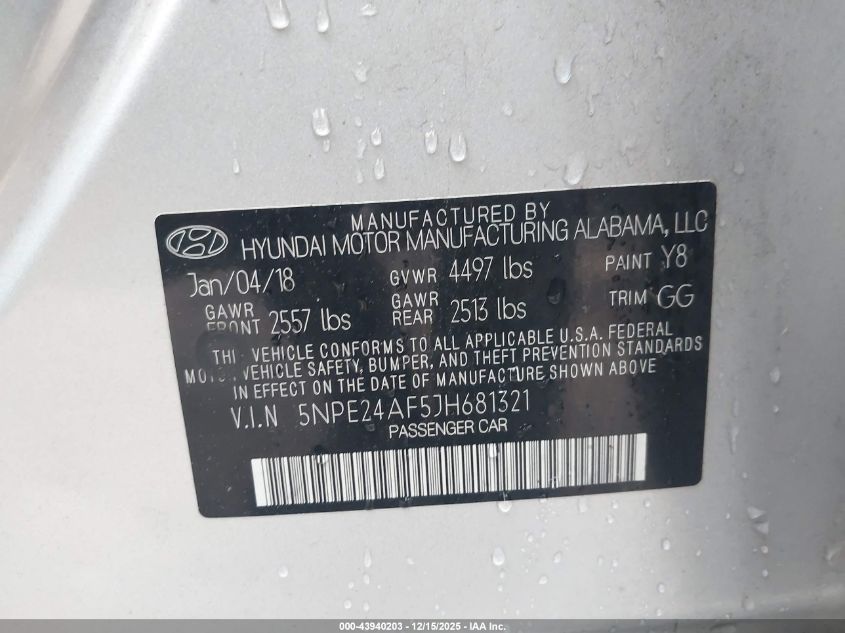 MANUFACTURED BY
HYUNDAI MOTOR MANUFACTURING ALABAMA, LLC
Jan/04/18 GVWR 4497 lbs PAINT Y8
GAWR FRONT 2557 lbs GAWR REAR 2513 lbs TRIM GG
THIS VEHICLE CONFORMS TO ALL APPLICABLE U.S.A. FEDERAL
MOTOR VEHICLE SAFETY, BUMPER, AND THEFT PREVENTION STANDARDS
IN EFFECT ON THE DATE OF MANUFACTURE SHOWN ABOVE
V.I.N 5NPE24AF5JH681321
PASSENGER CAR
000-43940203 - 12/15/2025 - IAA Inc.